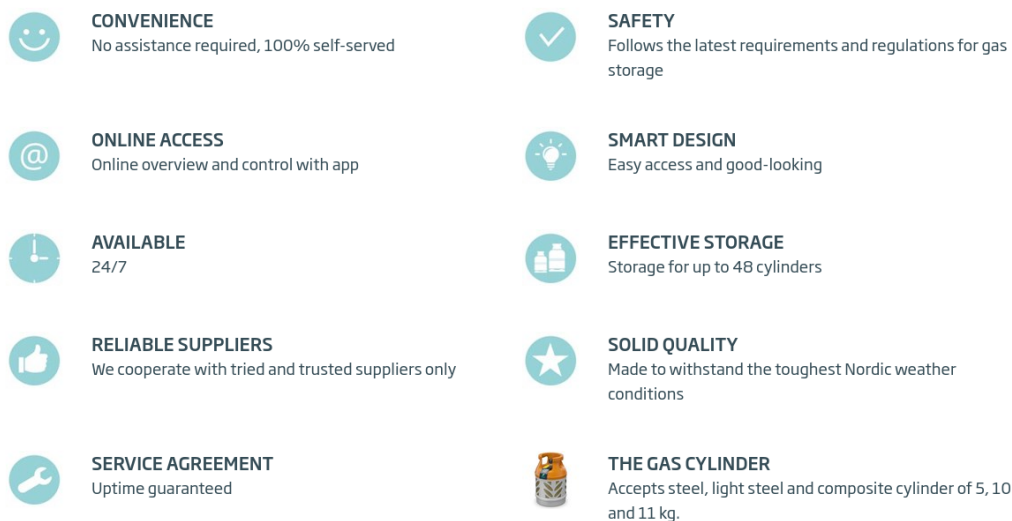 CONVENIENCE
No assistance required, 100% self-served
SAFETY
Follows the latest requirements and regulations for gas
storage
ONLINE ACCESS
Online overview and control with app
SMART DESIGN
Easy access and good-looking
AVAILABLE
24/7
EFFECTIVE STORAGE
Storage for up to 48 cylinders
RELIABLE SUPPLIERS
We cooperate with tried and trusted suppliers only
SOLID QUALITY
Made to withstand the toughest Nordic weather
conditions
SERVICE AGREEMENT
Uptime guaranteed
THE GAS CYLINDER
Accepts steel, light steel and composite cylinder of 5, 10
and 11 kg.